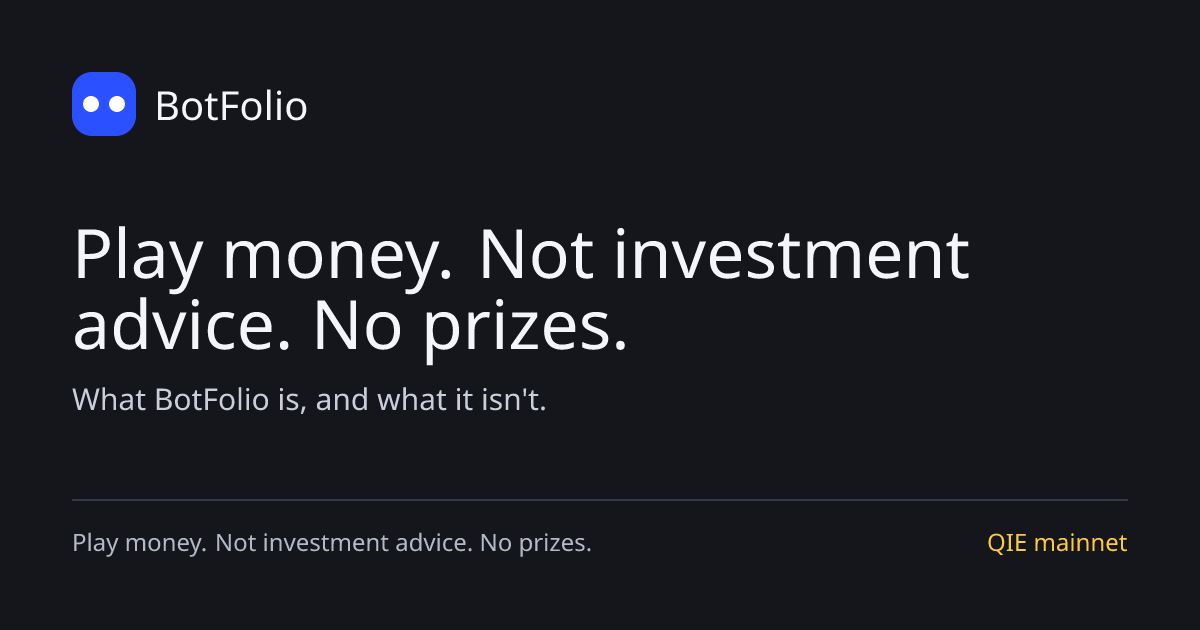 BotFolio
Play money. Not investment
advice. No prizes.
What BotFolio is, and what it isn't.
Play money. Not investment advice. No prizes.
QIE mainnet